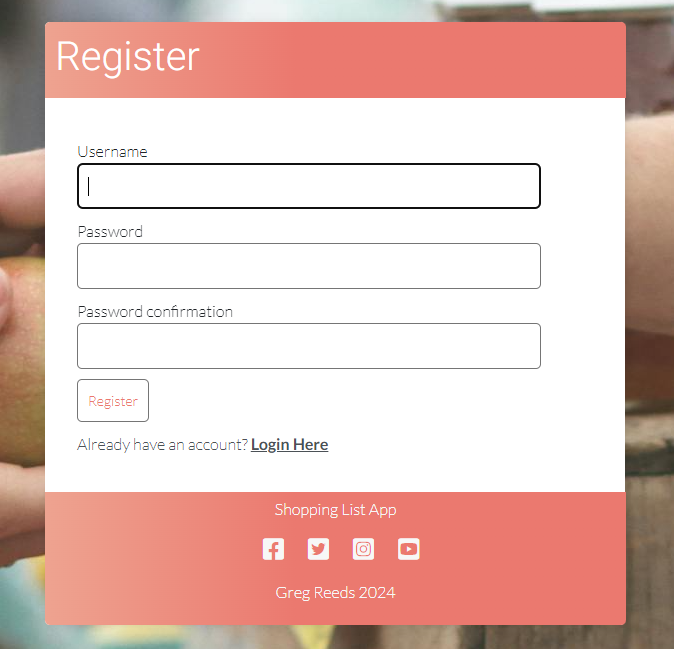 Register
Username
Password
Password confirmation
Register
Already have an account? Login Here
Shopping List App
Greg Reeds 2024